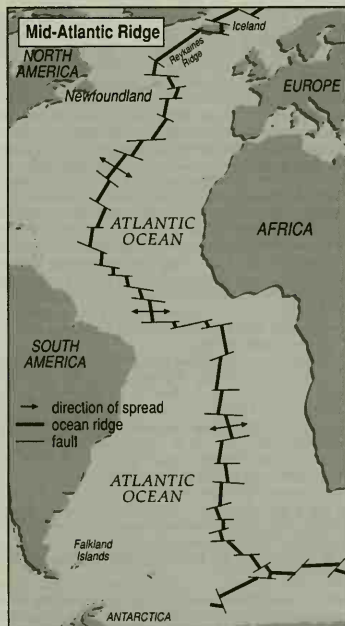 Mid-Atlantic Ridge
Iceland
NORTH
AMERICA
Reykaines
Ridge
EUROPE
Newfoundland
ATLANTIC
OCEAN
AFRICA
SOUTH
AMERICA
direction of spread
ocean ridge
fault
ATLANTIC
OCEAN
Falkland
Islands
ANTARCTICA